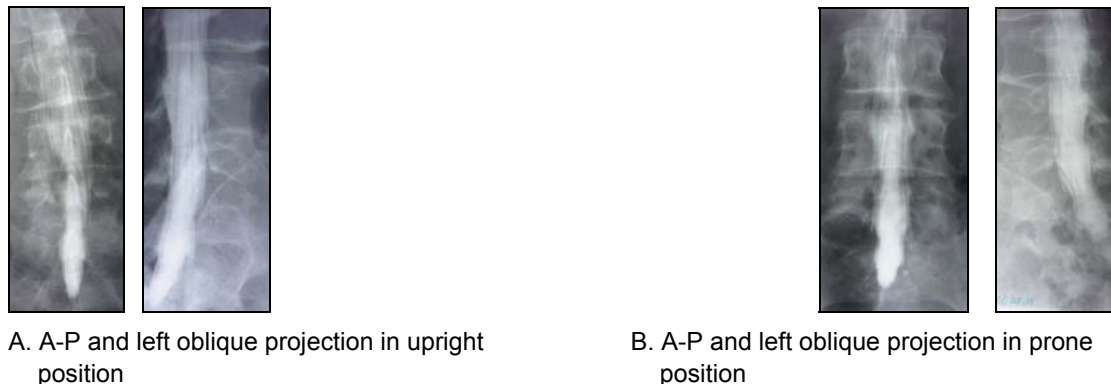 A. A-P and left oblique projection in upright
position
B. A-P and left oblique projection in prone
position